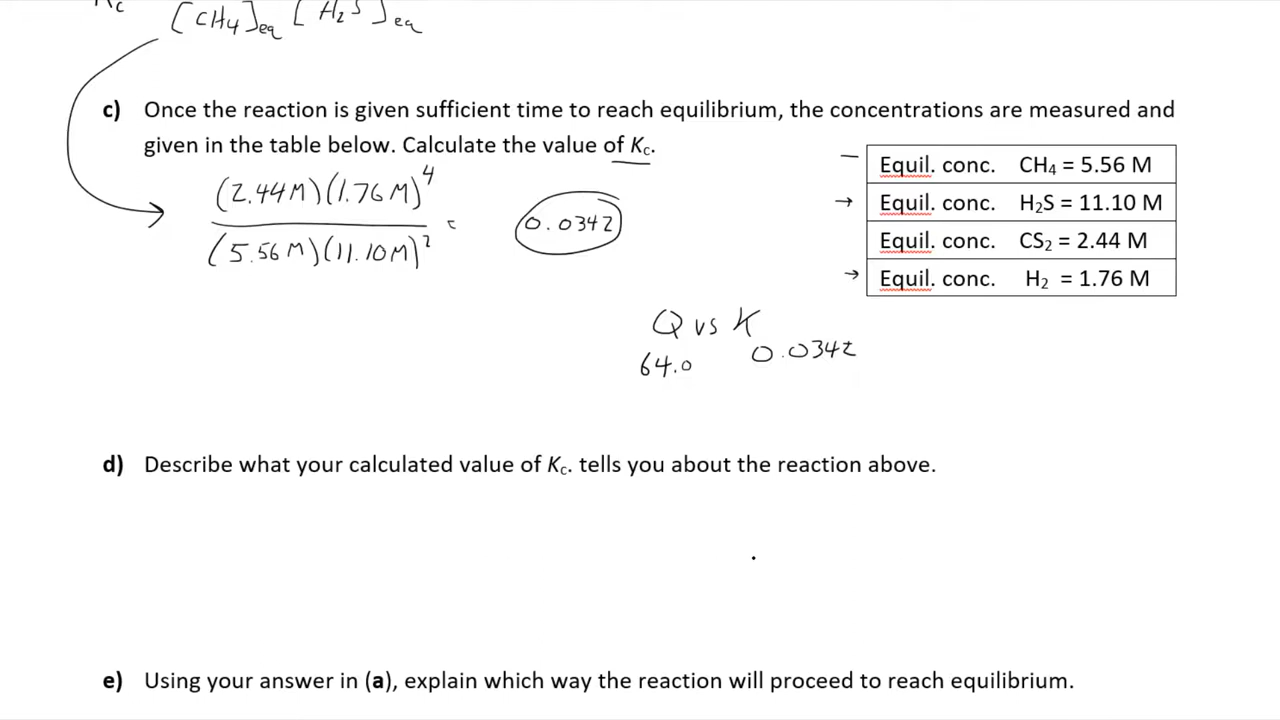 Kc [CH4]eq [H2S]eq
c) Once the reaction is given sufficient time to reach equilibrium, the concentrations are measured and
given in the table below. Calculate the value of Kc.
(2.44M)(1.76M)^4
(5.56M)(11.10M)^2
=
0.0342
Equil. conc. CH4 = 5.56 M
Equil. conc. H2S = 11.10 M
Equil. conc. CS2 = 2.44 M
Equil. conc. H2 = 1.76 M
Q vs K
64.0 0.0342
d) Describe what your calculated value of Kc. tells you about the reaction above.
e) Using your answer in (a), explain which way the reaction will proceed to reach equilibrium.